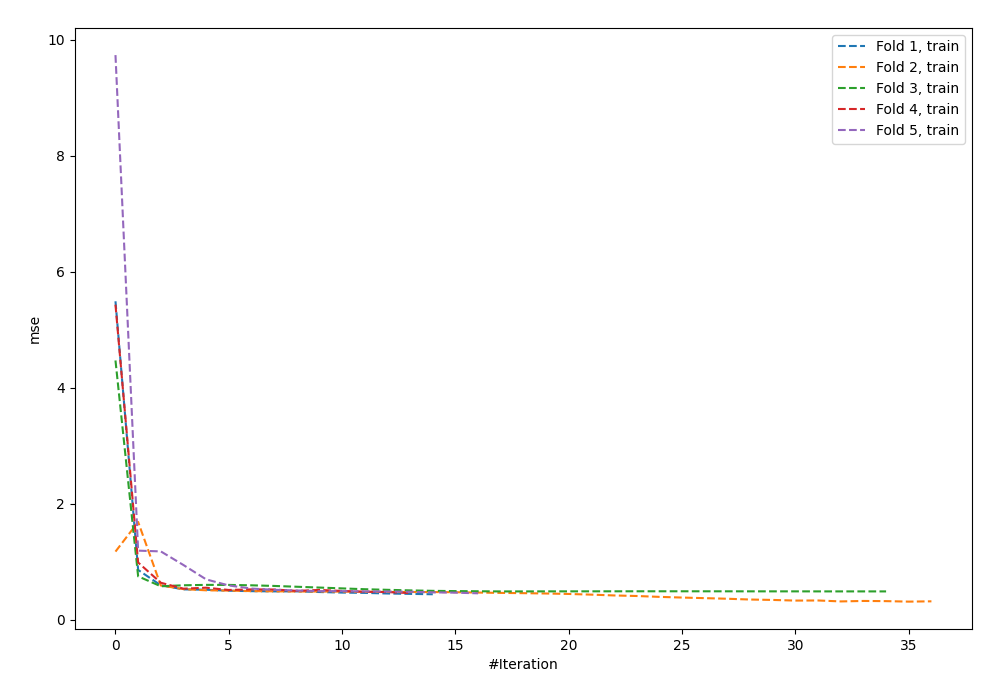 10
8
6
4
2
0
mse
0
5
10
15
20
25
30
35
#Iteration
Fold 1, train
Fold 2, train
Fold 3, train
Fold 4, train
Fold 5, train